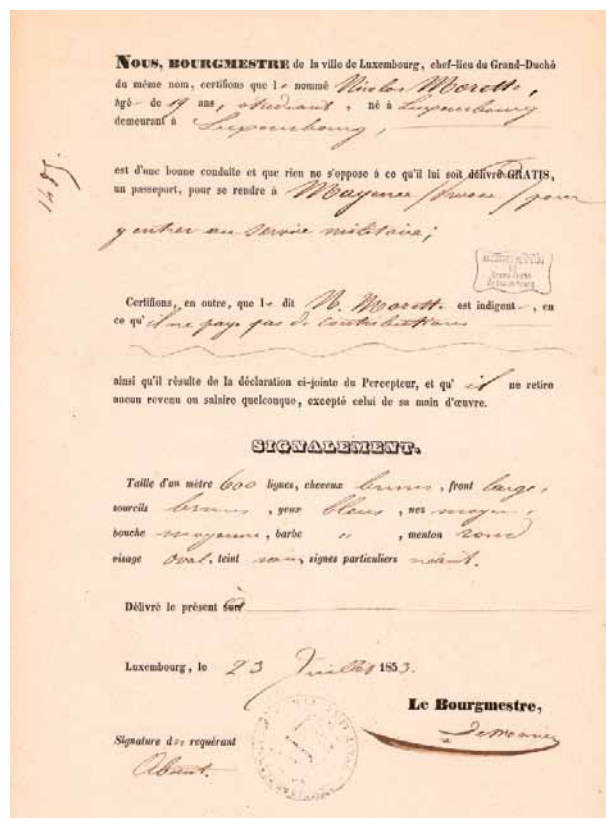 NOUS, BOURGMESTRE de la ville de Luxembourg, chef-lieu du Grand-Duché
du même nom, certifions que le nommé Nicolas Marotte,
âgé de 19 ans, étudiant, né à Luxembourg
demeurant à Luxembourg,
1485.
est d'une bonne conduite et que rien ne s'oppose à ce qu'il lui soit délivré GRATIS,
un passeport, pour se rendre à Mayence pour
y entrer au service militaire;
Certifions, en outre, que le dit N. Marotte est indigent, en
ce qu'il ne paye pas de contributions
ainsi qu'il résulte de la déclaration ci-jointe du Percepteur, et qu'il ne retire
aucun revenu ou salaire quelconque, excepté celui de sa main d'œuvre.
SIGNALEMENT.
Taille d'un mètre 600 lignes, cheveux bruns, front large,
sourcils bruns, yeux bleus, nez moyen,
bouche moyenne, barbe ", menton rond
visage oval, teint sain, signes particuliers néant.
Délivré le présent
Luxembourg, le 23 Juillet 1853.
Le Bourgmestre,
Signature du requérant
Absent.